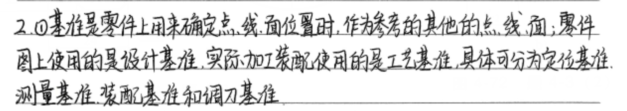 2.①基准是零件上用来确定点.线.面位置时.作为参考的其他的点.线.面;零件
图上使用的是设计基准.实际加工装配使用的是工艺基准.具体可分为定位基准.
测量基准.装配基准和调刀基准